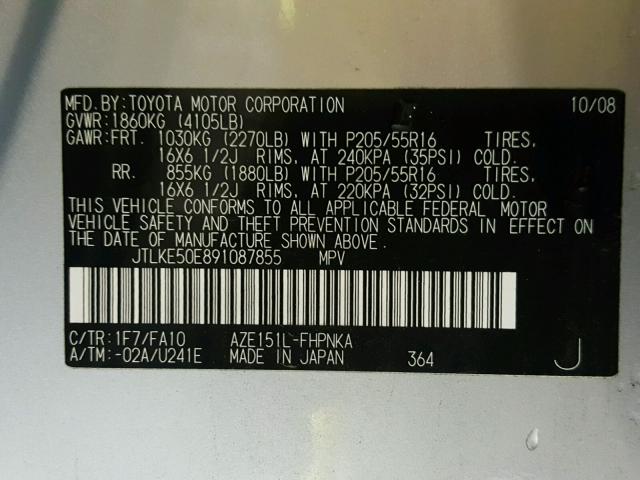 MFD.BY:TOYOTA MOTOR CORPORATION 10/08
GVWR:1860KG (4105LB)
GAWR:FRT. 1030KG (2270LB) WITH P205/55R16 TIRES,
16X6 1/2J RIMS, AT 240KPA (35PSI) COLD.
RR. 855KG (1880LB) WITH P205/55R16 TIRES,
16X6 1/2J RIMS, AT 220KPA (32PSI) COLD.
THIS VEHICLE CONFORMS TO ALL APPLICABLE FEDERAL MOTOR
VEHICLE SAFETY AND THEFT PREVENTION STANDARDS IN EFFECT ON
THE DATE OF MANUFACTURE SHOWN ABOVE.
JTLKE50E891087855 MPV
C/TR:1F7/FA10 AZE151L-FHPNKA
A/TM:-02A/U241E MADE IN JAPAN 364 J